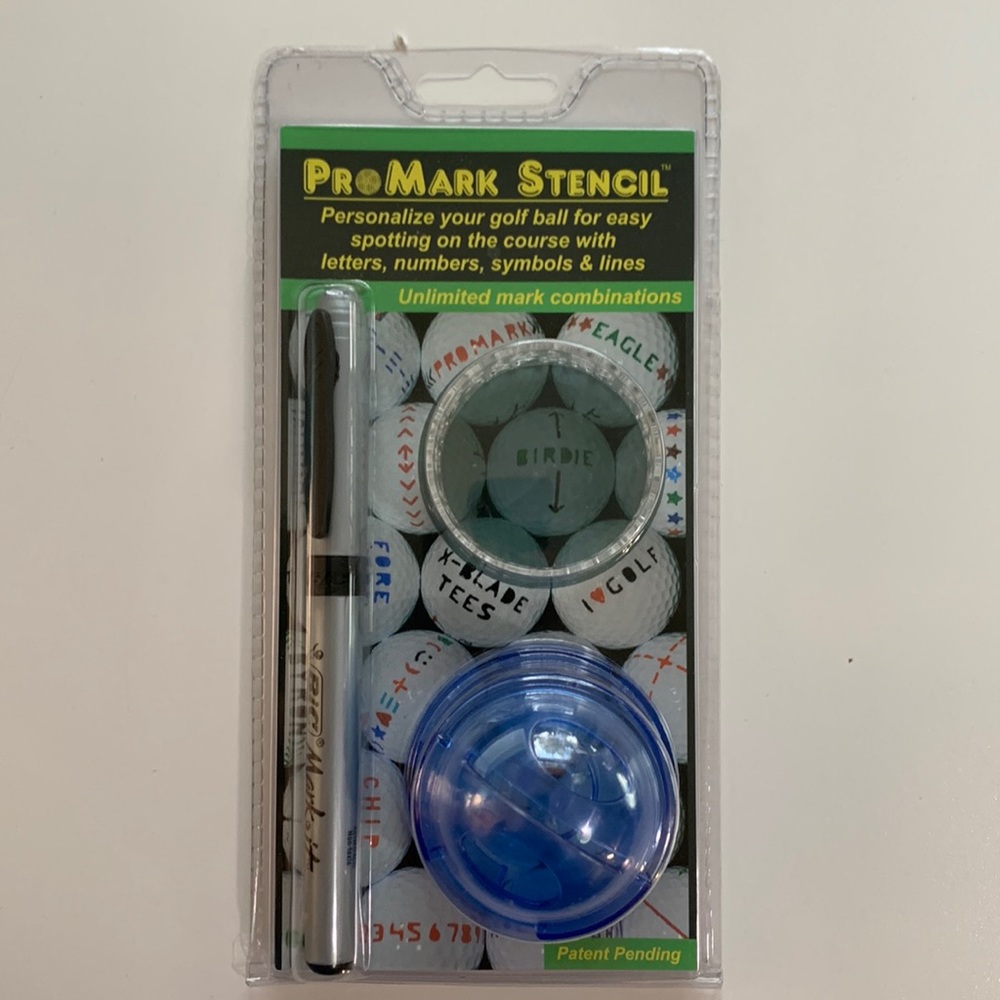 PROMARK STENCIL™
Personalize your golf ball for easy
spotting on the course with
letters, numbers, symbols & lines
Unlimited mark combinations
PROMARK
EAGLE
BIRDIE
FORE
X-BLADE
TEES
I♥GOLF
BIC® Mark-it
CHIP
3456789
Patent Pending